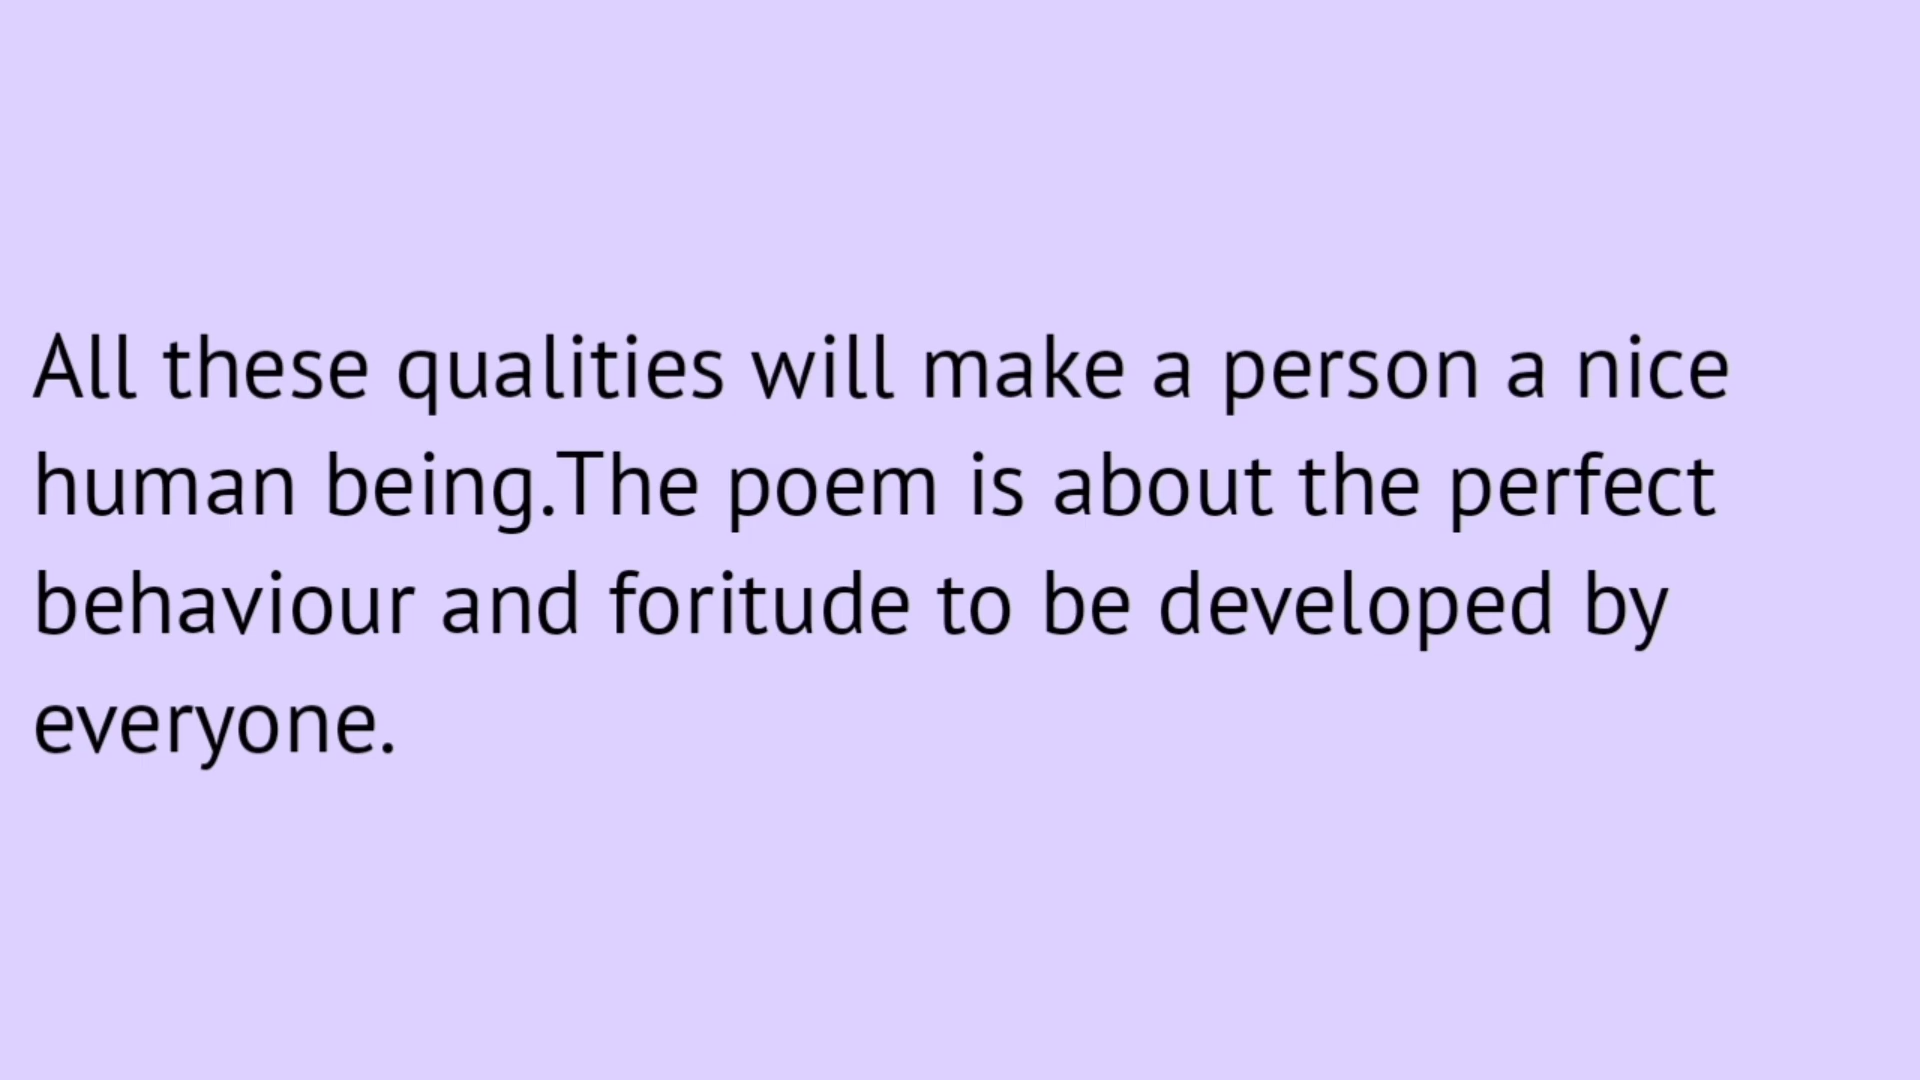 All these qualities will make a person a nice
human being.The poem is about the perfect
behaviour and foritude to be developed by
everyone.